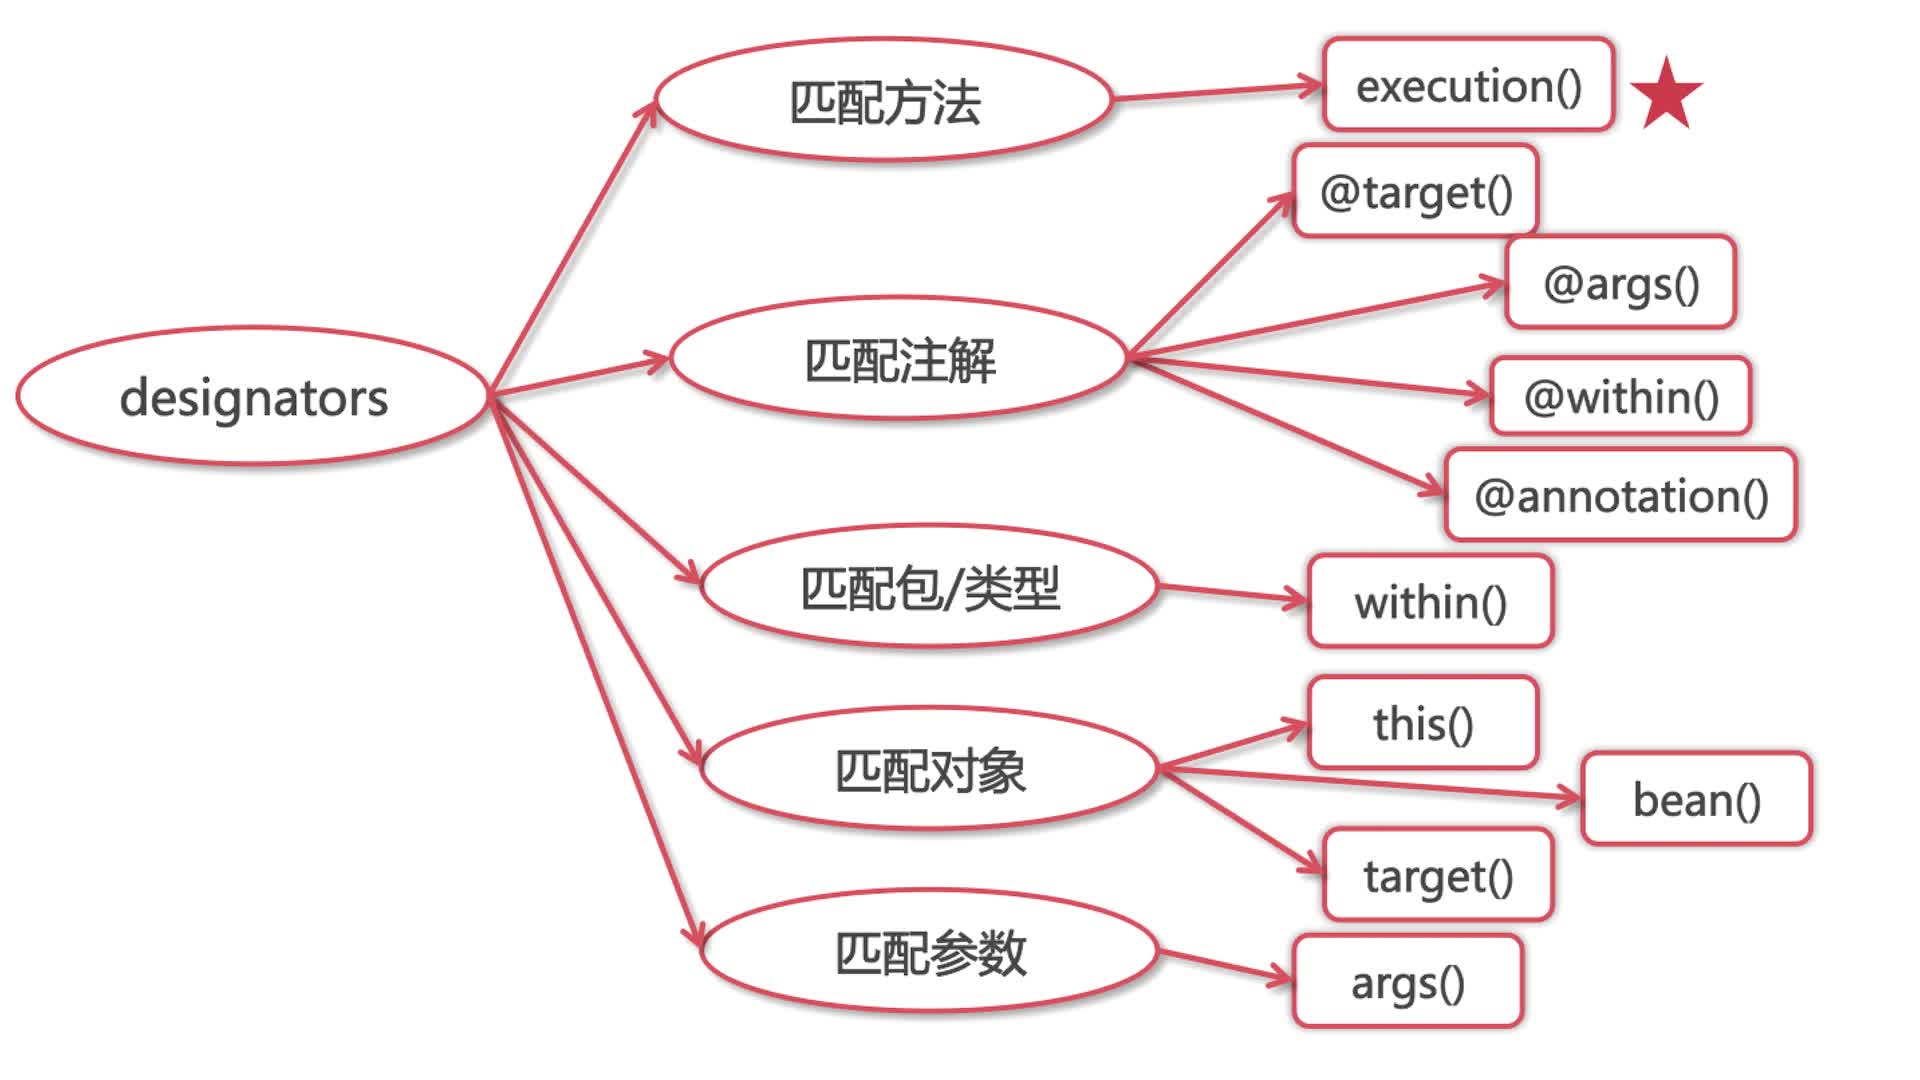 designators
匹配方法
execution()
匹配注解
@target()
@args()
@within()
@annotation()
匹配包/类型
within()
匹配对象
this()
bean()
target()
匹配参数
args()